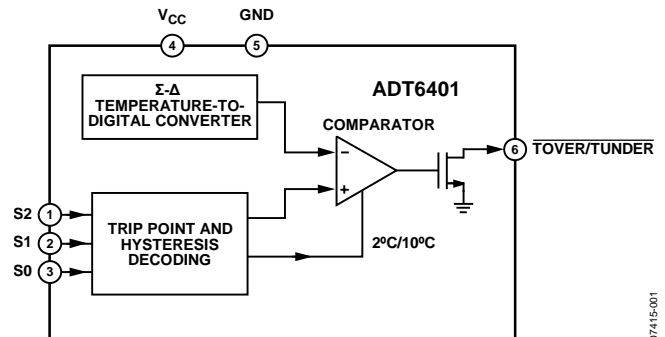 VCC GND
4 5
Σ-Δ
TEMPERATURE-TO-
DIGITAL CONVERTER
ADT6401
COMPARATOR
−
+
6 TOVER/TUNDER
S2 1
S1 2
S0 3
TRIP POINT AND
HYSTERESIS
DECODING
2ºC/10ºC
07415-001